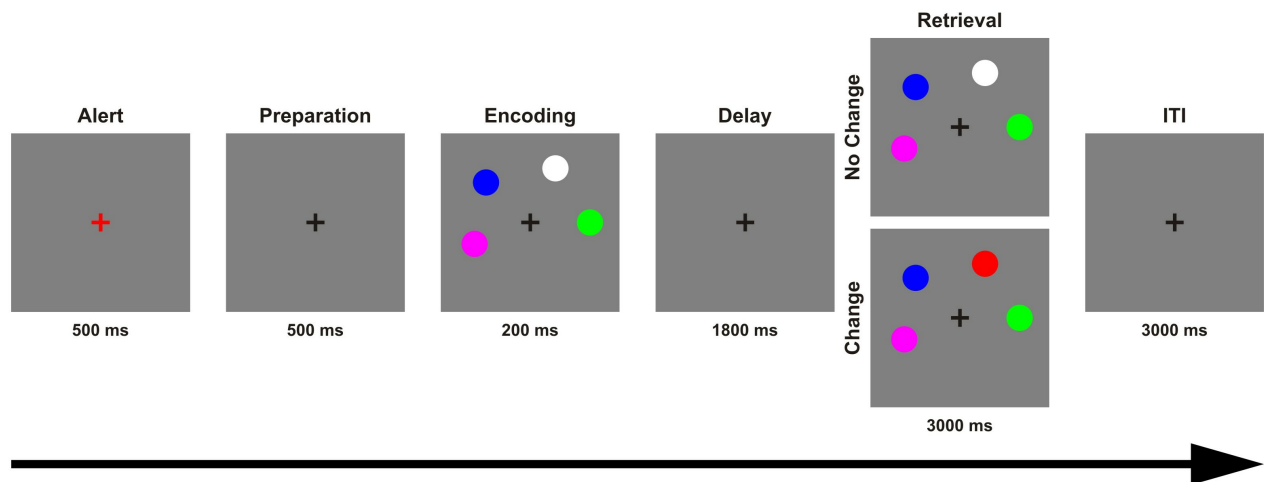 Alert
500 ms
Preparation
500 ms
Encoding
200 ms
Delay
1800 ms
Retrieval
No Change
Change
3000 ms
ITI
3000 ms